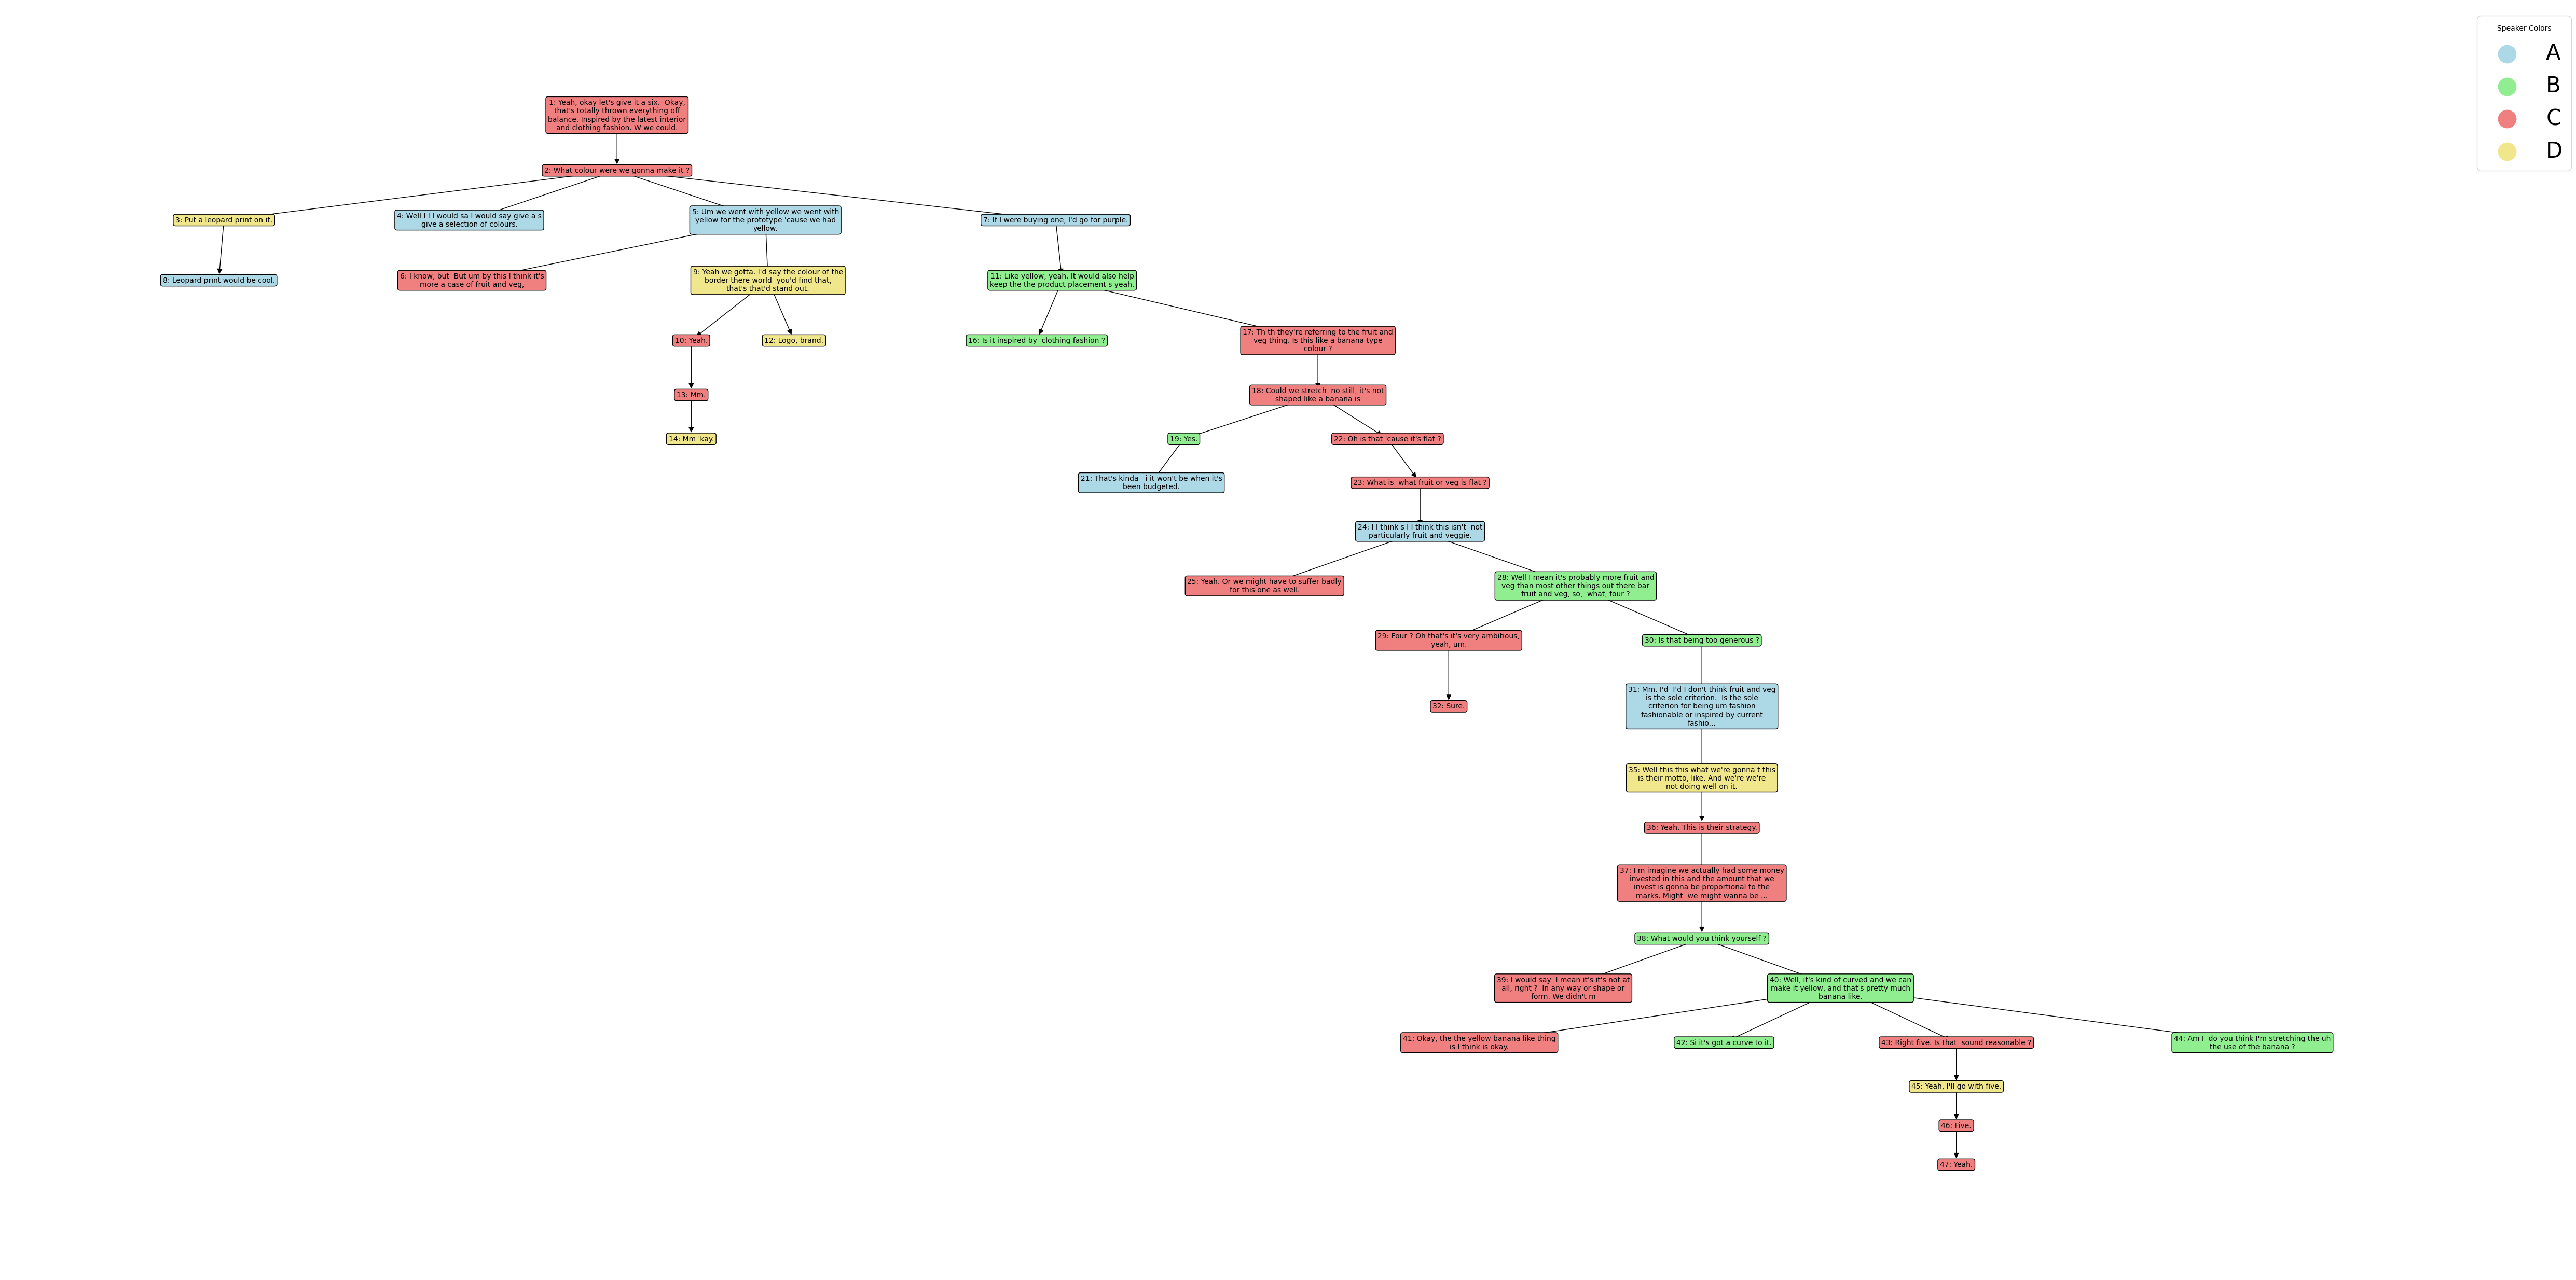 Speaker Colors
A
B
C
D
1: Yeah, okay let's give it a six.  Okay,
that's totally thrown everything off
balance. Inspired by the latest interior
and clothing fashion. W we could.
2: What colour were we gonna make it ?
3: Put a leopard print on it.
4: Well I I I would sa I would say give a s
give a selection of colours.
5: Um we went with yellow we went with
yellow for the prototype 'cause we had
yellow.
7: If I were buying one, I'd go for purple.
8: Leopard print would be cool.
6: I know, but  But um by this I think it's
more a case of fruit and veg,
9: Yeah we gotta. I'd say the colour of the
border there world  you'd find that,
that's that'd stand out.
11: Like yellow, yeah. It would also help
keep the the product placement s yeah.
10: Yeah.
12: Logo, brand.
16: Is it inspired by  clothing fashion ?
17: Th th they're referring to the fruit and
veg thing. Is this like a banana type
colour ?
13: Mm.
18: Could we stretch  no still, it's not
shaped like a banana is
14: Mm 'kay.
19: Yes.
22: Oh is that 'cause it's flat ?
21: That's kinda   i it won't be when it's
been budgeted.
23: What is  what fruit or veg is flat ?
24: I I think s I I think this isn't  not
particularly fruit and veggie.
25: Yeah. Or we might have to suffer badly
for this one as well.
28: Well I mean it's probably more fruit and
veg than most other things out there bar
fruit and veg, so,  what, four ?
29: Four ? Oh that's it's very ambitious,
yeah, um.
30: Is that being too generous ?
32: Sure.
31: Mm. I'd  I'd I don't think fruit and veg
is the sole criterion.  Is the sole
criterion for being um fashion
fashionable or inspired by current
fashio...
35: Well this this what we're gonna t this
is their motto, like. And we're we're
not doing well on it.
36: Yeah. This is their strategy.
37: I m imagine we actually had some money
invested in this and the amount that we
invest is gonna be proportional to the
marks. Might  we might wanna be ...
38: What would you think yourself ?
39: I would say  I mean it's it's not at
all, right ?  In any way or shape or
form. We didn't m
40: Well, it's kind of curved and we can
make it yellow, and that's pretty much
banana like.
41: Okay, the the yellow banana like thing
is I think is okay.
42: Si it's got a curve to it.
43: Right five. Is that  sound reasonable ?
44: Am I  do you think I'm stretching the uh
the use of the banana ?
45: Yeah, I'll go with five.
46: Five.
47: Yeah.